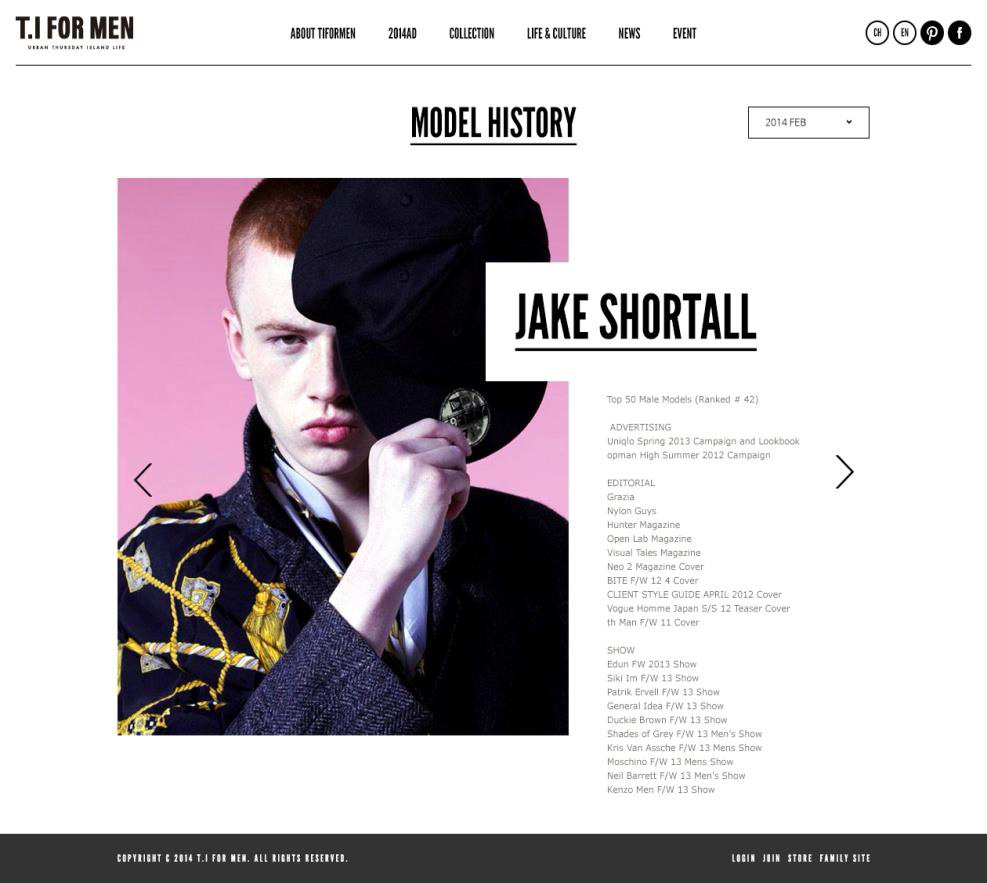 T.I FOR MEN
URBAN THURSDAY ISLAND LIFE
ABOUT TIFORMEN
2014AD
COLLECTION
LIFE & CULTURE
NEWS
EVENT
CH
EN
MODEL HISTORY
2014 FEB
JAKE SHORTALL
Top 50 Male Models (Ranked # 42)
ADVERTISING
Uniqlo Spring 2013 Campaign and Lookbook
opman High Summer 2012 Campaign
EDITORIAL
Grazia
Nylon Guys
Hunter Magazine
Open Lab Magazine
Visual Tales Magazine
Neo 2 Magazine Cover
BITE F/W 12 4 Cover
CLIENT STYLE GUIDE APRIL 2012 Cover
Vogue Homme Japan S/S 12 Teaser Cover
th Man F/W 11 Cover
SHOW
Edun FW 2013 Show
Siki Im F/W 13 Show
Patrik Ervell F/W 13 Show
General Idea F/W 13 Show
Duckie Brown F/W 13 Show
Shades of Grey F/W 13 Men's Show
Kris Van Assche F/W 13 Mens Show
Moschino F/W 13 Mens Show
Neil Barrett F/W 13 Men's Show
Kenzo Men F/W 13 Show
COPYRIGHT C 2014 T.I FOR MEN. ALL RIGHTS RESERVED.
LOGIN JOIN STORE FAMILY SITE